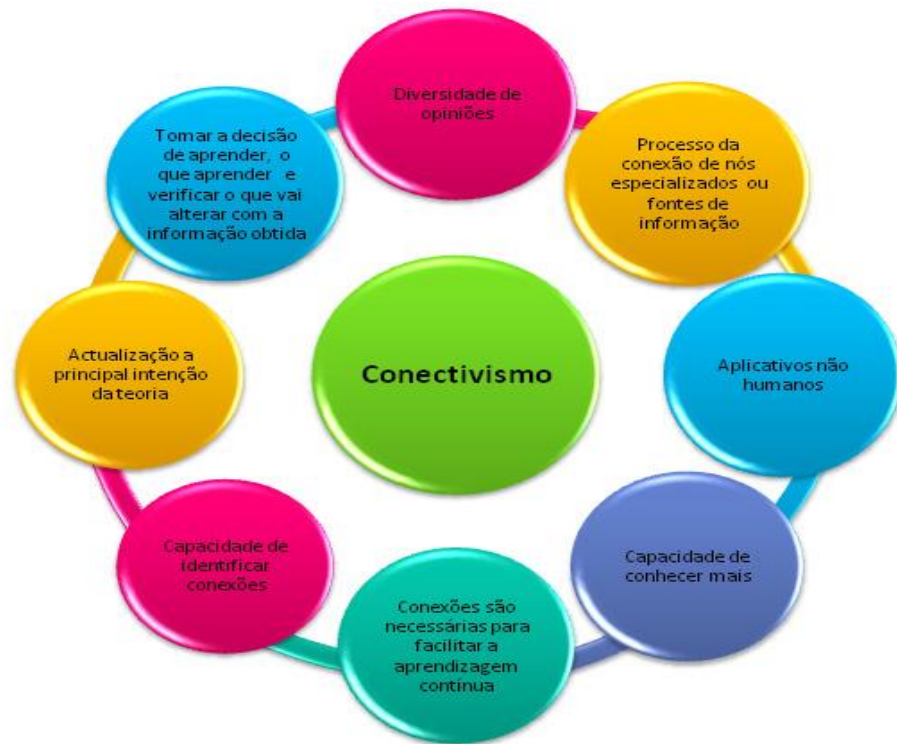 Diversidade de
opiniões
Processo da
conexão de nós
especializados ou
fontes de
informação
Aplicativos não
humanos
Capacidade de
conhecer mais
Conexões são
necessárias para
facilitar a
aprendizagem
contínua
Capacidade de
identificar
conexões
Actualização a
principal intenção
da teoria
Tomar a decisão
de aprender, o
que aprender e
verificar o que vai
alterar com a
informação obtida
Conectivismo